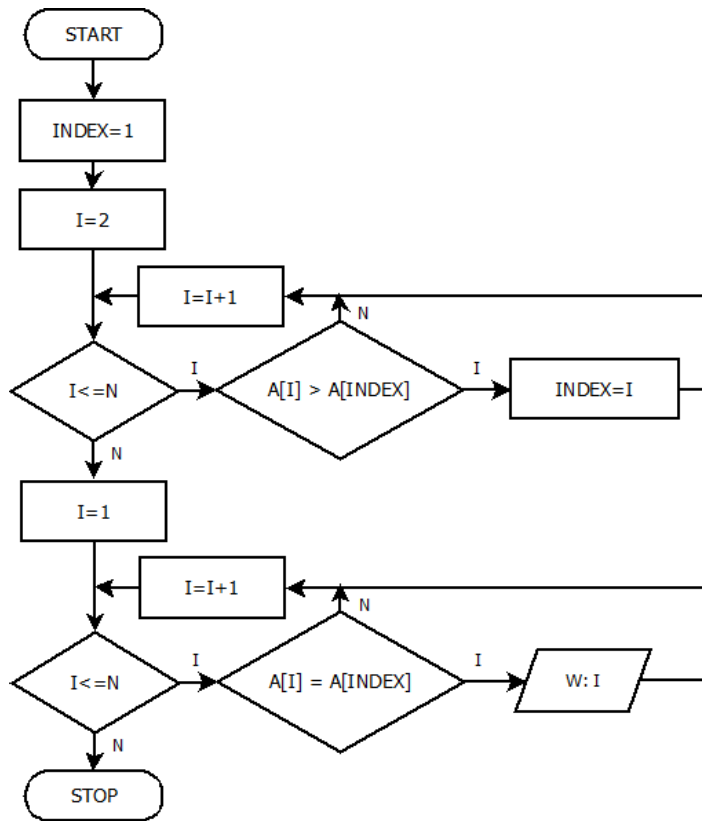 START
INDEX=1
I=2
I=I+1
N
I<=N
I
A[I] > A[INDEX]
I
INDEX=I
N
I=1
I=I+1
N
I<=N
I
A[I] = A[INDEX]
I
W: I
N
STOP